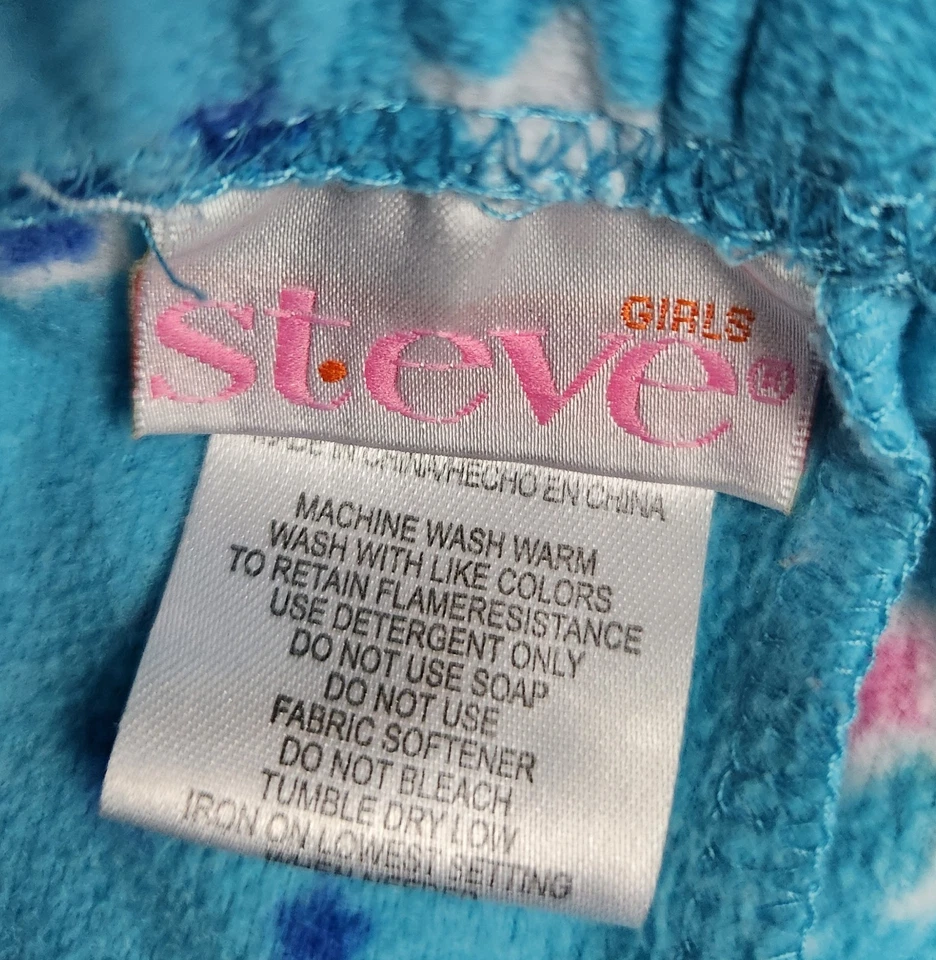 GIRLS
st.eve®
MADE IN CHINA/HECHO EN CHINA
MACHINE WASH WARM
WASH WITH LIKE COLORS
TO RETAIN FLAMERESISTANCE
USE DETERGENT ONLY
DO NOT USE SOAP
DO NOT USE
FABRIC SOFTENER
DO NOT BLEACH
TUMBLE DRY LOW
IRON ON LOWEST SETTING